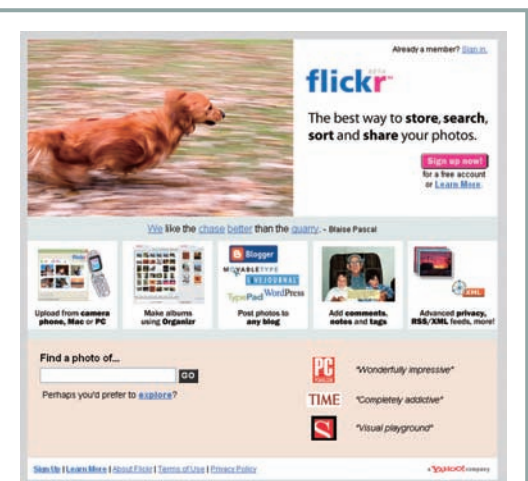 Already a member? Sign in.
flickr BETA
The best way to store, search,
sort and share your photos.
Sign up now!
for a free account
or Learn More.
We like the chase better than the quarry. - Blaise Pascal
Upload from camera
phone, Mac or PC
Make albums
using Organizr
Blogger
MOVABLETYPE
LIVEJOURNAL
TypePad WordPress
Post photos to
any blog
Add comments,
notes and tags
XML
Advanced privacy,
RSS/XML feeds, more!
Find a photo of...
GO
Perhaps you'd prefer to explore?
PC
"Wonderfully impressive"
TIME
"Completely addictive"
S
"Visual playground"
Sign Up | Learn More | About Flickr | Terms of Use | Privacy Policy
a YAHOO! company